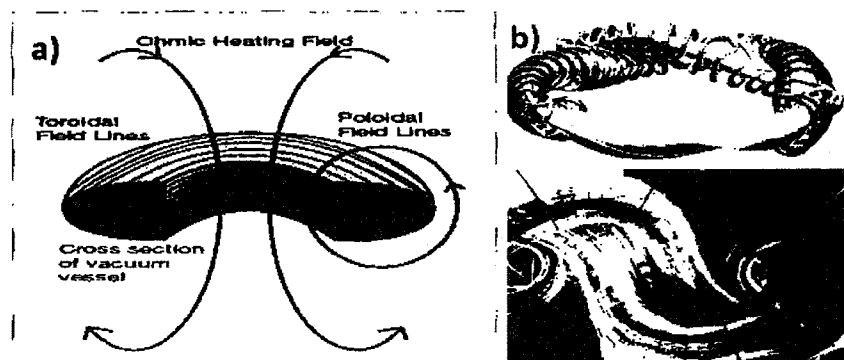 a)
Ohmic Heating Field
Toroidal
Field Lines
Poloidal
Field Lines
Cross section
of vacuum
vessel
b)